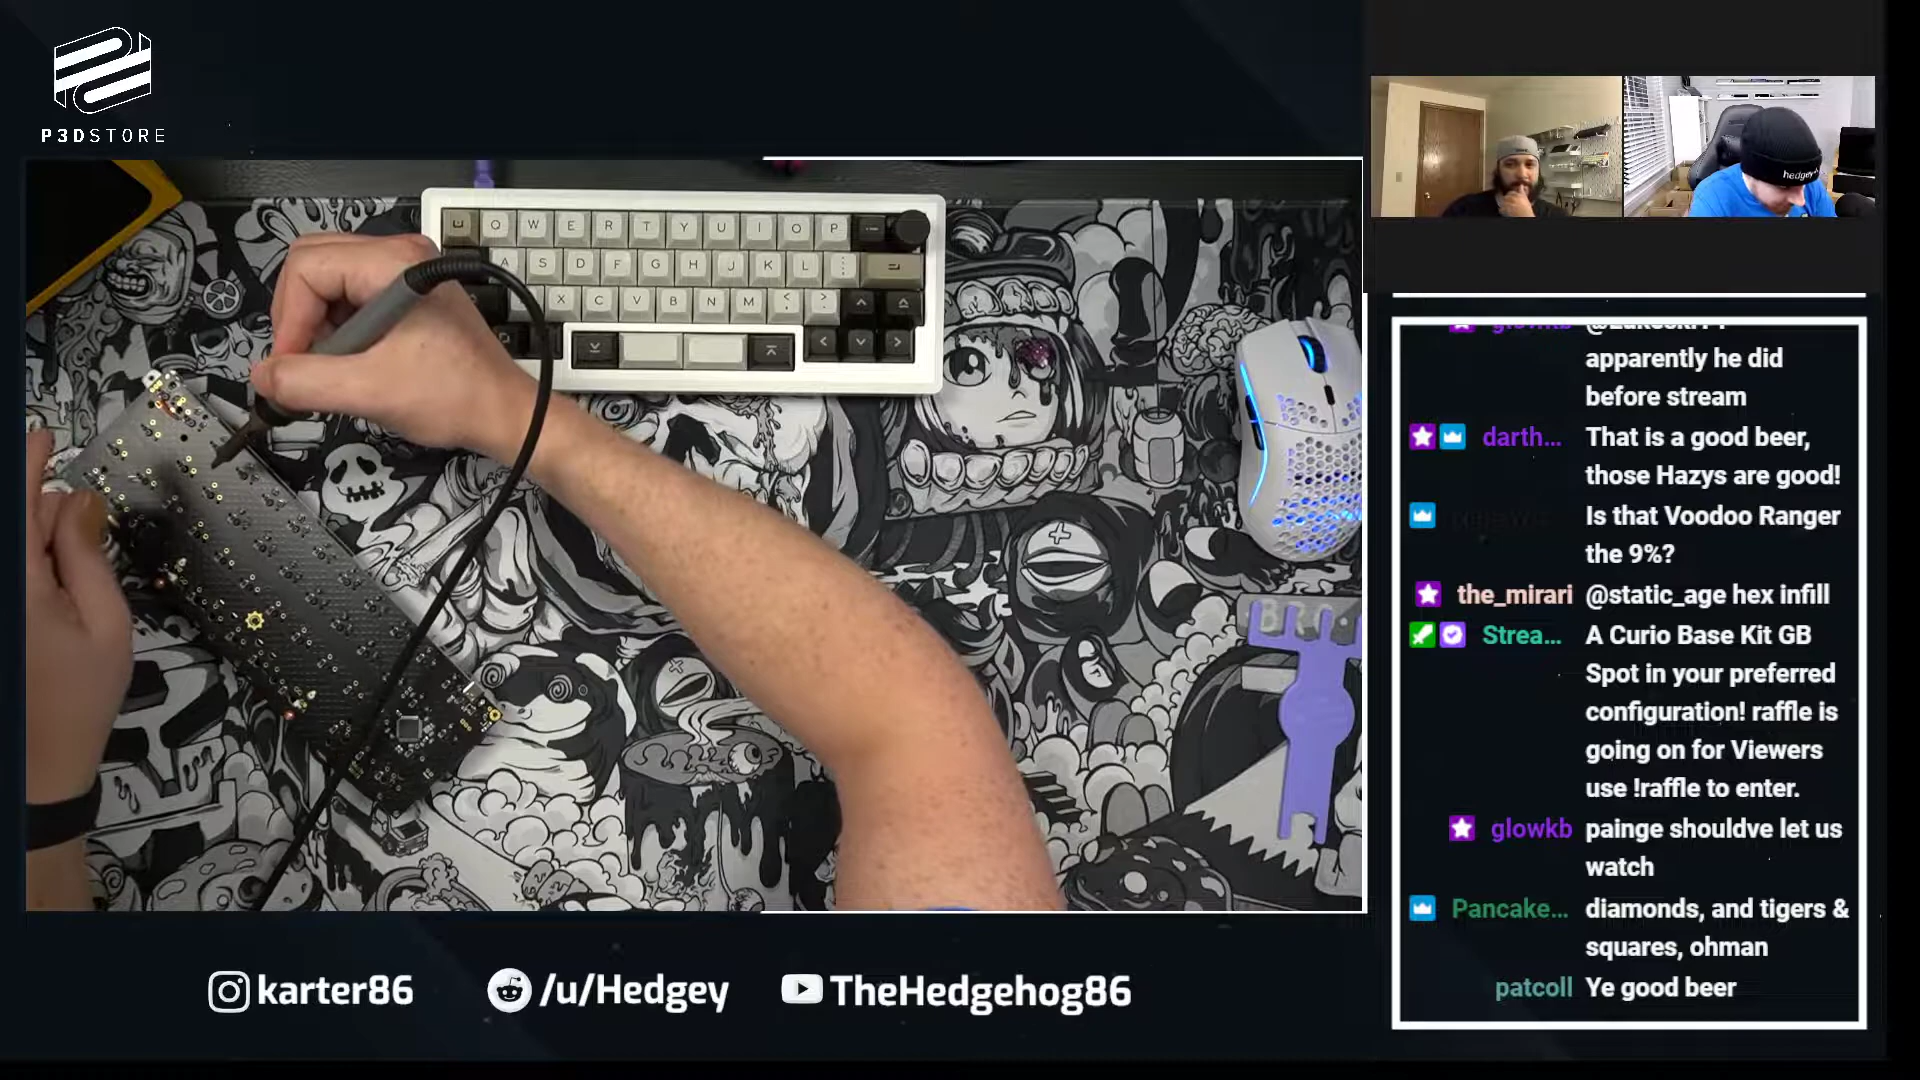 P3DSTORE
Q W E R T Y U I O P
A S D F G H J K L
X C V B N M
hedgey
apparently he did
before stream
darth... That is a good beer,
those Hazys are good!
Is that Voodoo Ranger
the 9%?
the_mirari @static_age hex infill
Strea... A Curio Base Kit GB
Spot in your preferred
configuration! raffle is
going on for Viewers
use !raffle to enter.
glowkb painge shouldve let us
watch
Pancake... diamonds, and tigers &
squares, ohman
patcoll Ye good beer
karter86 /u/Hedgey TheHedgehog86